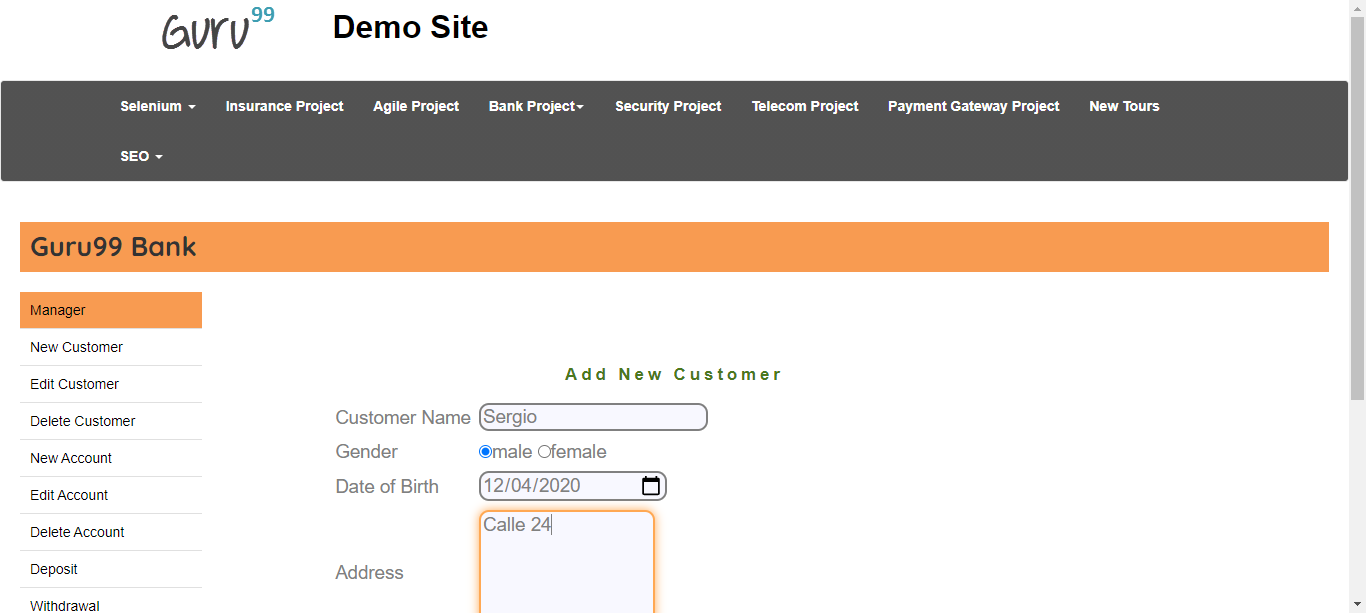 Guru99
Demo Site
Selenium Insurance Project Agile Project Bank Project Security Project Telecom Project Payment Gateway Project New Tours
SEO
Guru99 Bank
Manager
New Customer
Edit Customer
Delete Customer
New Account
Edit Account
Delete Account
Deposit
Withdrawal
Add New Customer
Customer Name Sergio
Gender male female
Date of Birth 12/04/2020
Calle 24
Address